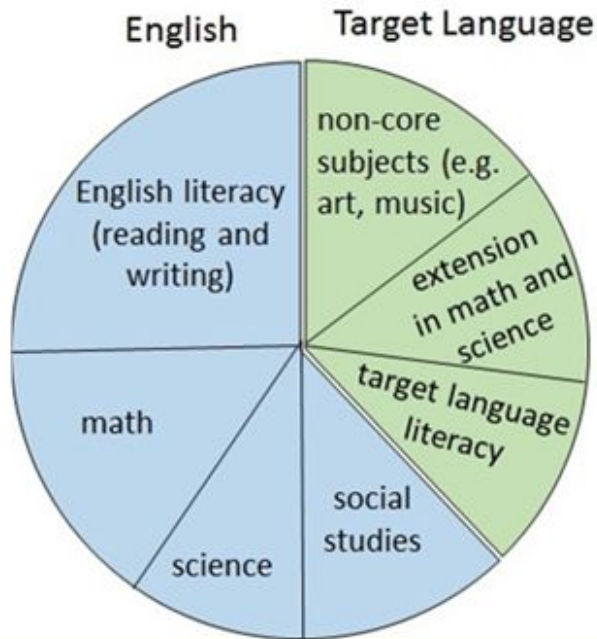 English
Target Language
non-core
subjects (e.g.
art, music)
extension
in math and
science
target language
literacy
social
studies
science
math
English literacy
(reading and
writing)